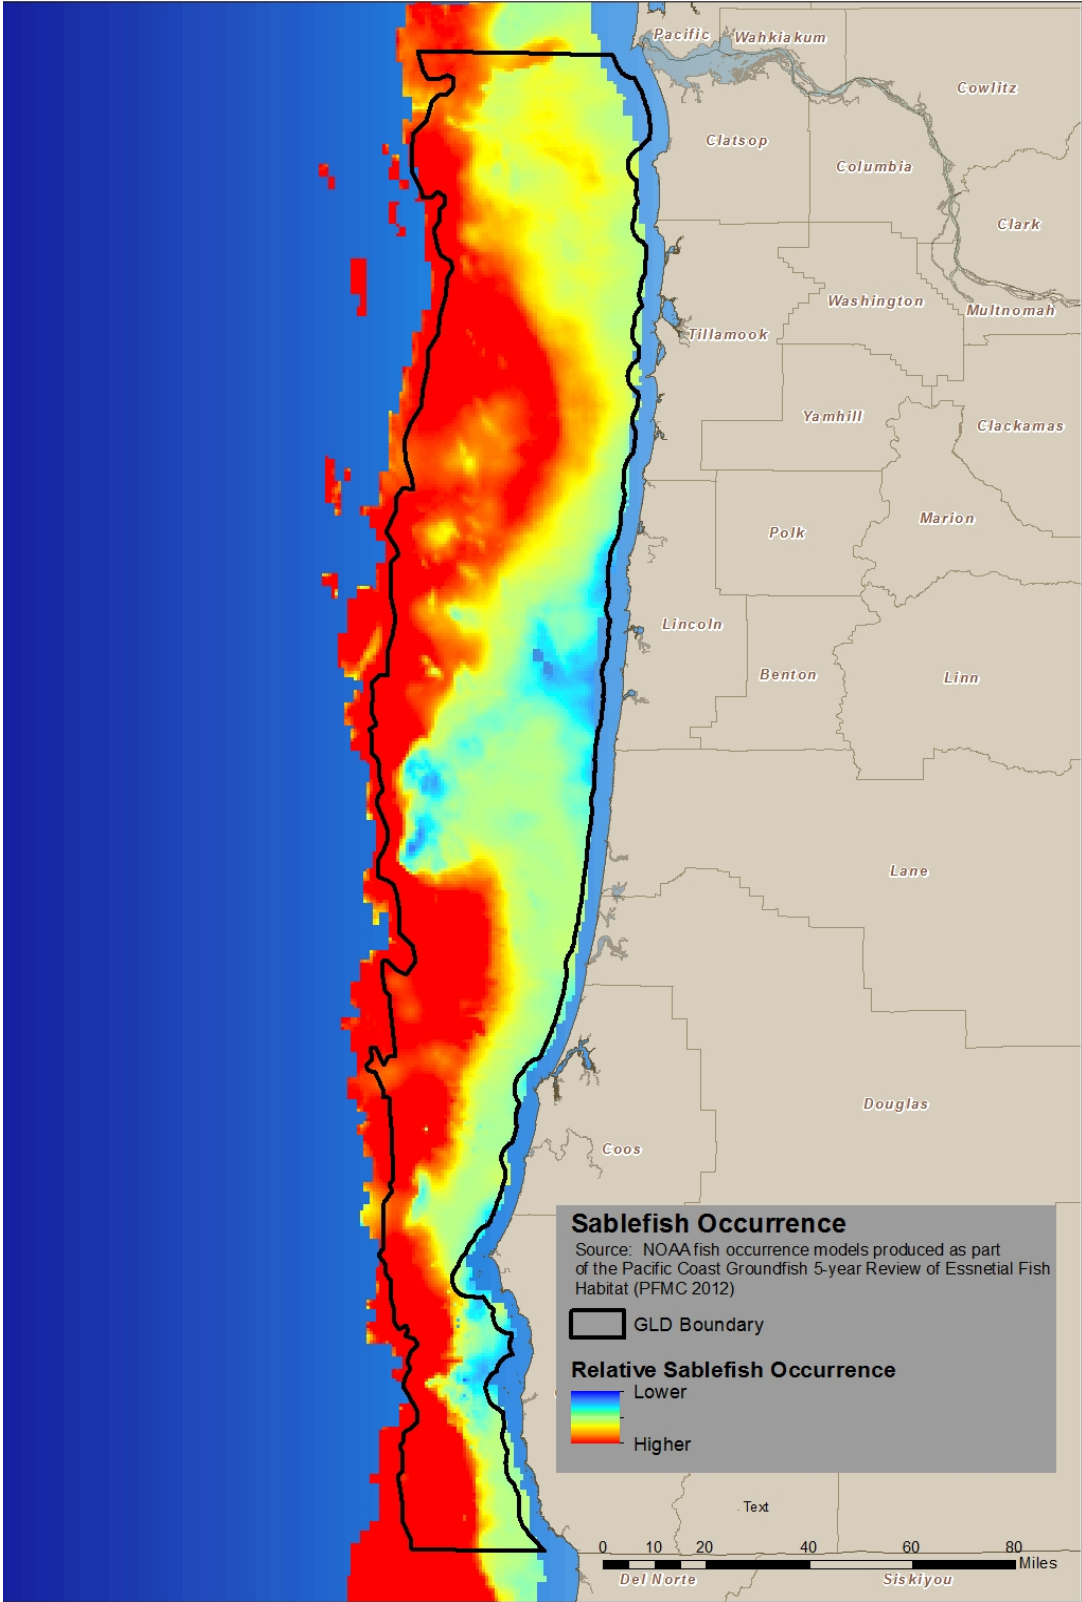 Pacific
Wahkiakum
Cowlitz
Clatsop
Columbia
Clark
Washington
Multnomah
Tillamook
Yamhill
Clackamas
Marion
Polk
Lincoln
Benton
Linn
Lane
Douglas
Coos
Sablefish Occurrence
Source: NOAA fish occurrence models produced as part
of the Pacific Coast Groundfish 5-year Review of Essnetial Fish
Habitat (PFMC 2012)
GLD Boundary
Relative Sablefish Occurrence
Lower
Higher
Text
0 10 20 40 60 80
Miles
Del Norte
Siskiyou